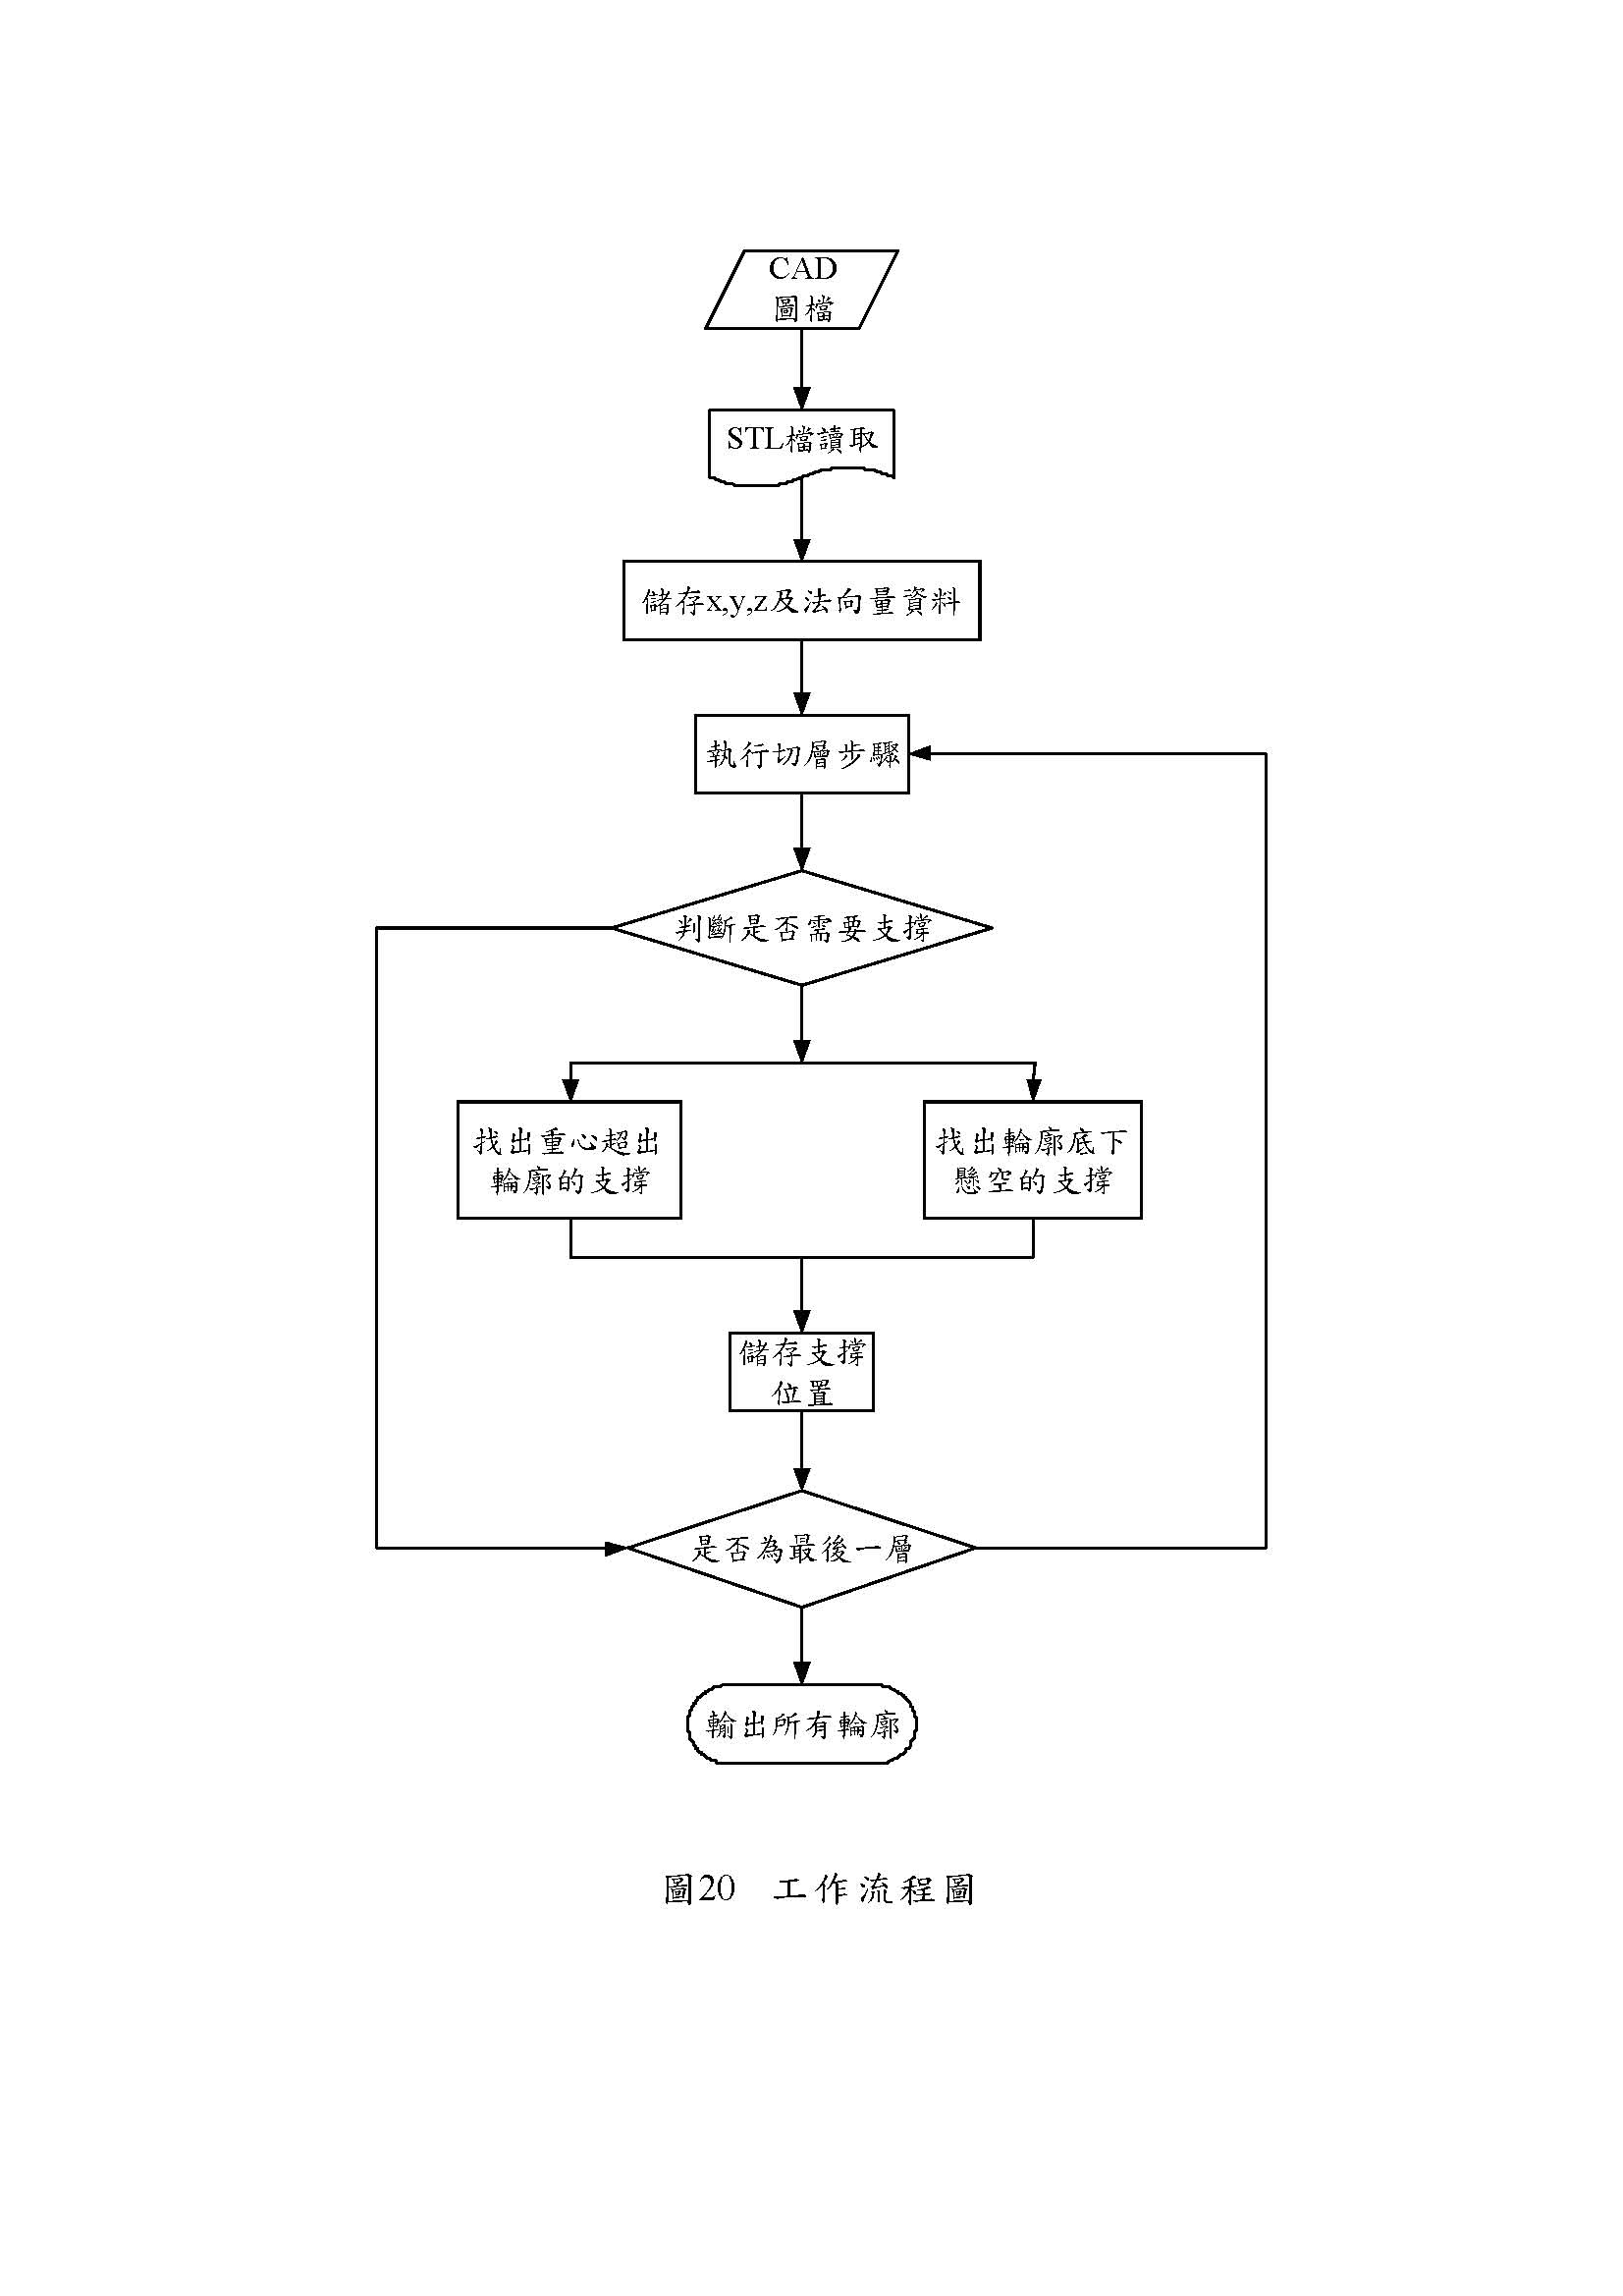 CAD
圖檔
STL檔讀取
儲存x,y,z及法向量資料
執行切層步驟
判斷是否需要支撐
找出重心超出
輪廓的支撐
找出輪廓底下
懸空的支撐
儲存支撐
位置
是否為最後一層
輸出所有輪廓
圖20 工作流程圖